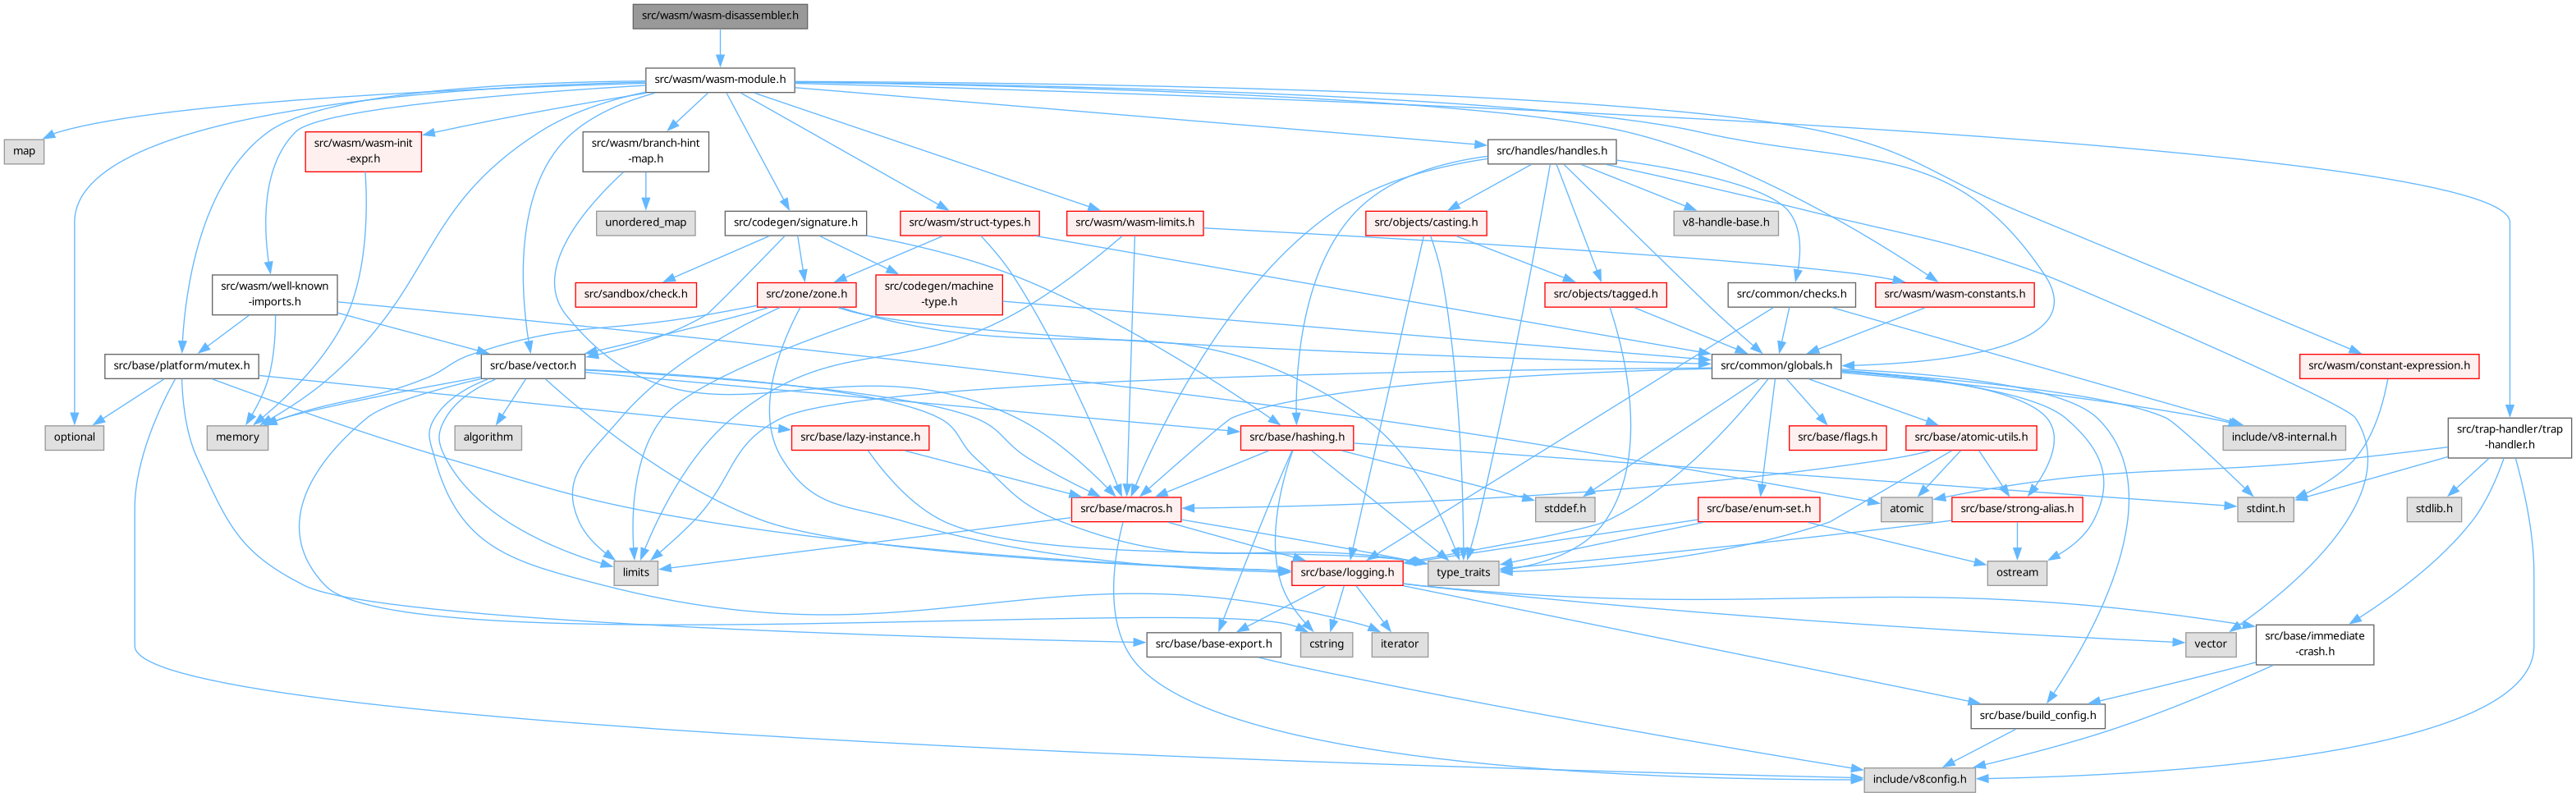 src/wasm/wasm-disassembler.h
src/wasm/wasm-module.h
map
src/wasm/wasm-init
-expr.h
src/wasm/branch-hint
-map.h
src/handles/handles.h
unordered_map
src/codegen/signature.h
src/wasm/struct-types.h
src/wasm/wasm-limits.h
src/objects/casting.h
v8-handle-base.h
src/wasm/well-known
-imports.h
src/sandbox/check.h
src/zone/zone.h
src/codegen/machine
-type.h
src/objects/tagged.h
src/common/checks.h
src/wasm/wasm-constants.h
src/base/platform/mutex.h
src/base/vector.h
src/common/globals.h
src/wasm/constant-expression.h
optional
memory
algorithm
src/base/lazy-instance.h
src/base/hashing.h
src/base/flags.h
src/base/atomic-utils.h
include/v8-internal.h
src/trap-handler/trap
-handler.h
src/base/macros.h
stddef.h
src/base/enum-set.h
atomic
src/base/strong-alias.h
stdint.h
stdlib.h
limits
src/base/logging.h
type_traits
ostream
src/base/base-export.h
cstring
iterator
vector
src/base/immediate
-crash.h
src/base/build_config.h
include/v8config.h